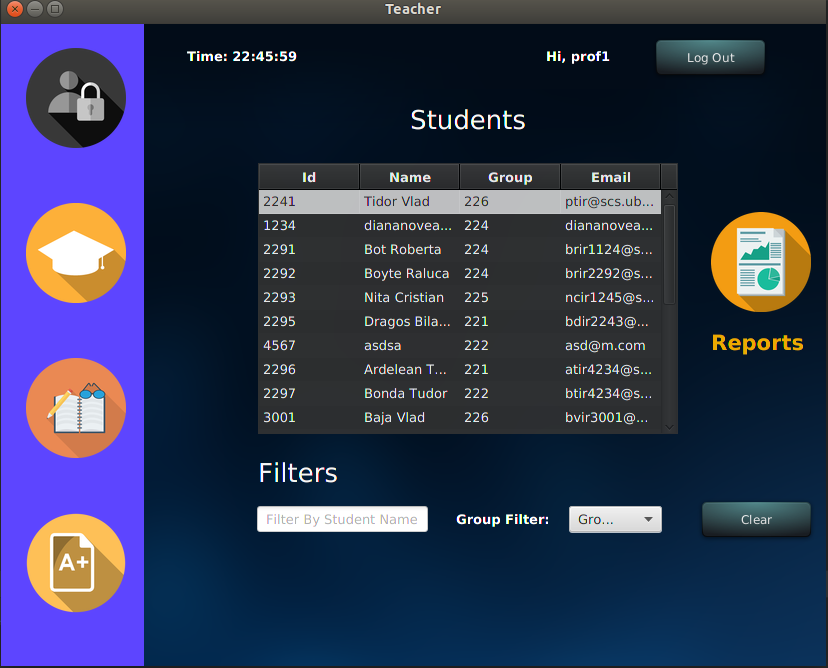 Teacher
Time: 22:45:59 Hi, prof1 Log Out
Students
Id Name Group Email
2241 Tidor Vlad 226 ptir@scs.ub...
1234 diananovea... 224 diananovea...
2291 Bot Roberta 224 brir1124@s...
2292 Boyte Raluca 224 brir2292@s...
2293 Nita Cristian 225 ncir1245@s...
2295 Dragos Bila... 221 bdir2243@...
4567 asdsa 222 asd@m.com
2296 Ardelean T... 221 atir4234@s...
2297 Bonda Tudor 222 btir4234@s...
3001 Baja Vlad 226 bvir3001@...
Reports
Filters
Filter By Student Name Group Filter: Gro... Clear
A+